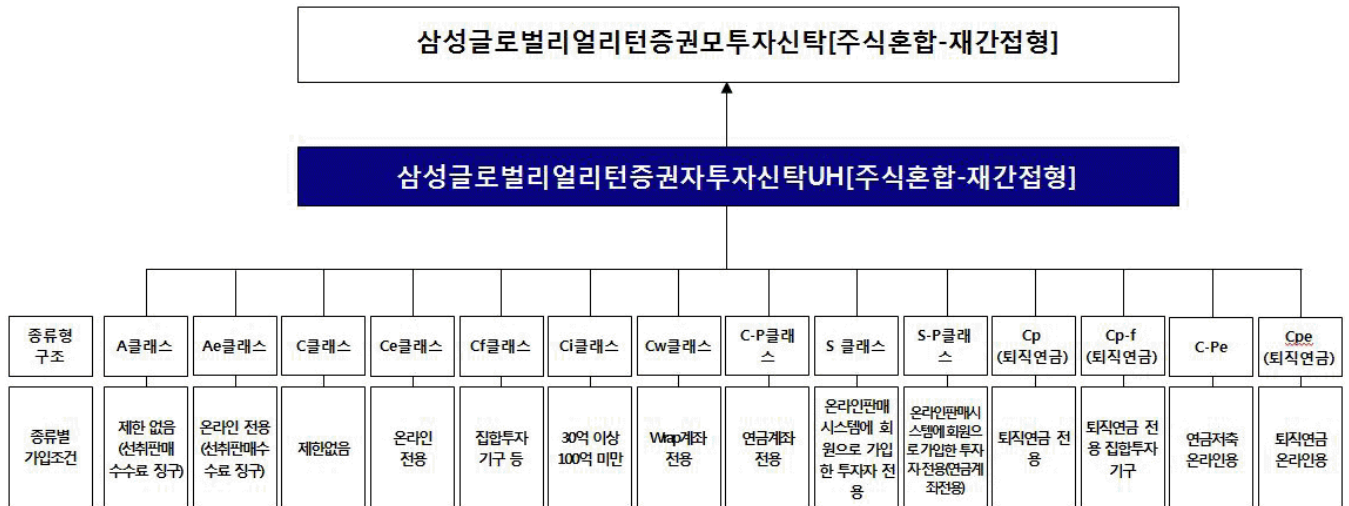 삼성글로벌리얼리턴증권모투자신탁[주식혼합-재간접형]
삼성글로벌리얼리턴증권자투자신탁UH[주식혼합-재간접형]
종류형
구조
A클래스
Ae클래스
C클래스
Ce클래스
Cf클래스
Ci클래스
Cw클래스
C-P클래
스
S 클래스
S-P클래
스
Cp
(퇴직연금)
Cp-f
(퇴직연금)
C-Pe
Cpe
(퇴직연금)
종류별
가입조건
제한 없음
(선취판매
수수료 징구)
온라인 전용
(선취판매수
수료 징구)
제한없음
온라인
전용
집합투자
기구 등
30억 이상
100억 미만
Wrap계좌
전용
연금계좌
전용
온라인판매
시스템에 회
원으로 가입
한 투자자 전
용
온라인판매시
스템에 회원으
로 가입한 투자
자 전용(연금계
좌전용)
퇴직연금 전
용
퇴직연금 전
용 집합투자
기구
연금저축
온라인용
퇴직연금
온라인용